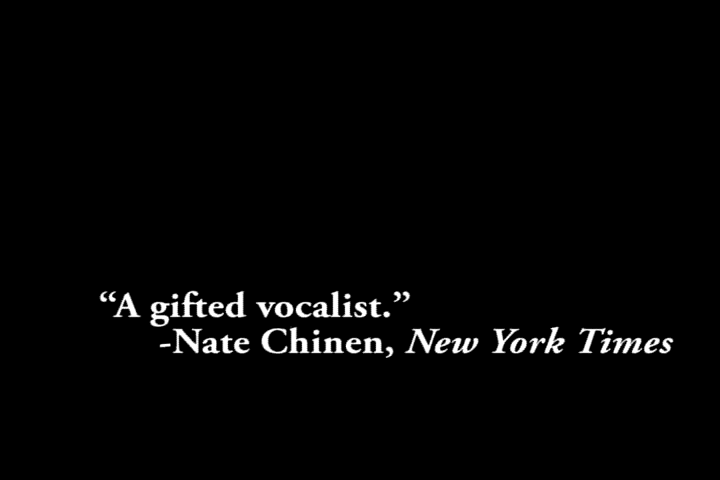 “A gifted vocalist.”
-Nate Chinen, New York Times